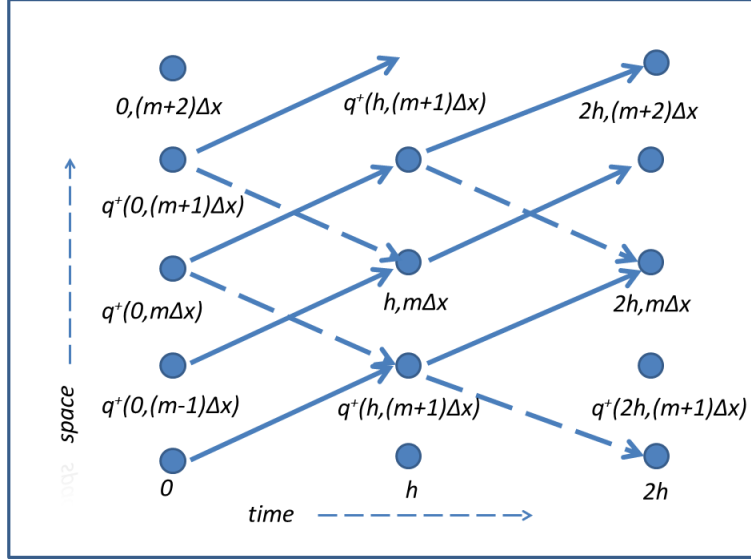 0,(m+2)Δx
q⁺(h,(m+1)Δx)
2h,(m+2)Δx
q⁺(0,(m+1)Δx)
q⁺(0,mΔx)
h,mΔx
2h,mΔx
q⁺(0,(m-1)Δx)
q⁺(h,(m+1)Δx)
q⁺(2h,(m+1)Δx)
space
0
h
2h
time